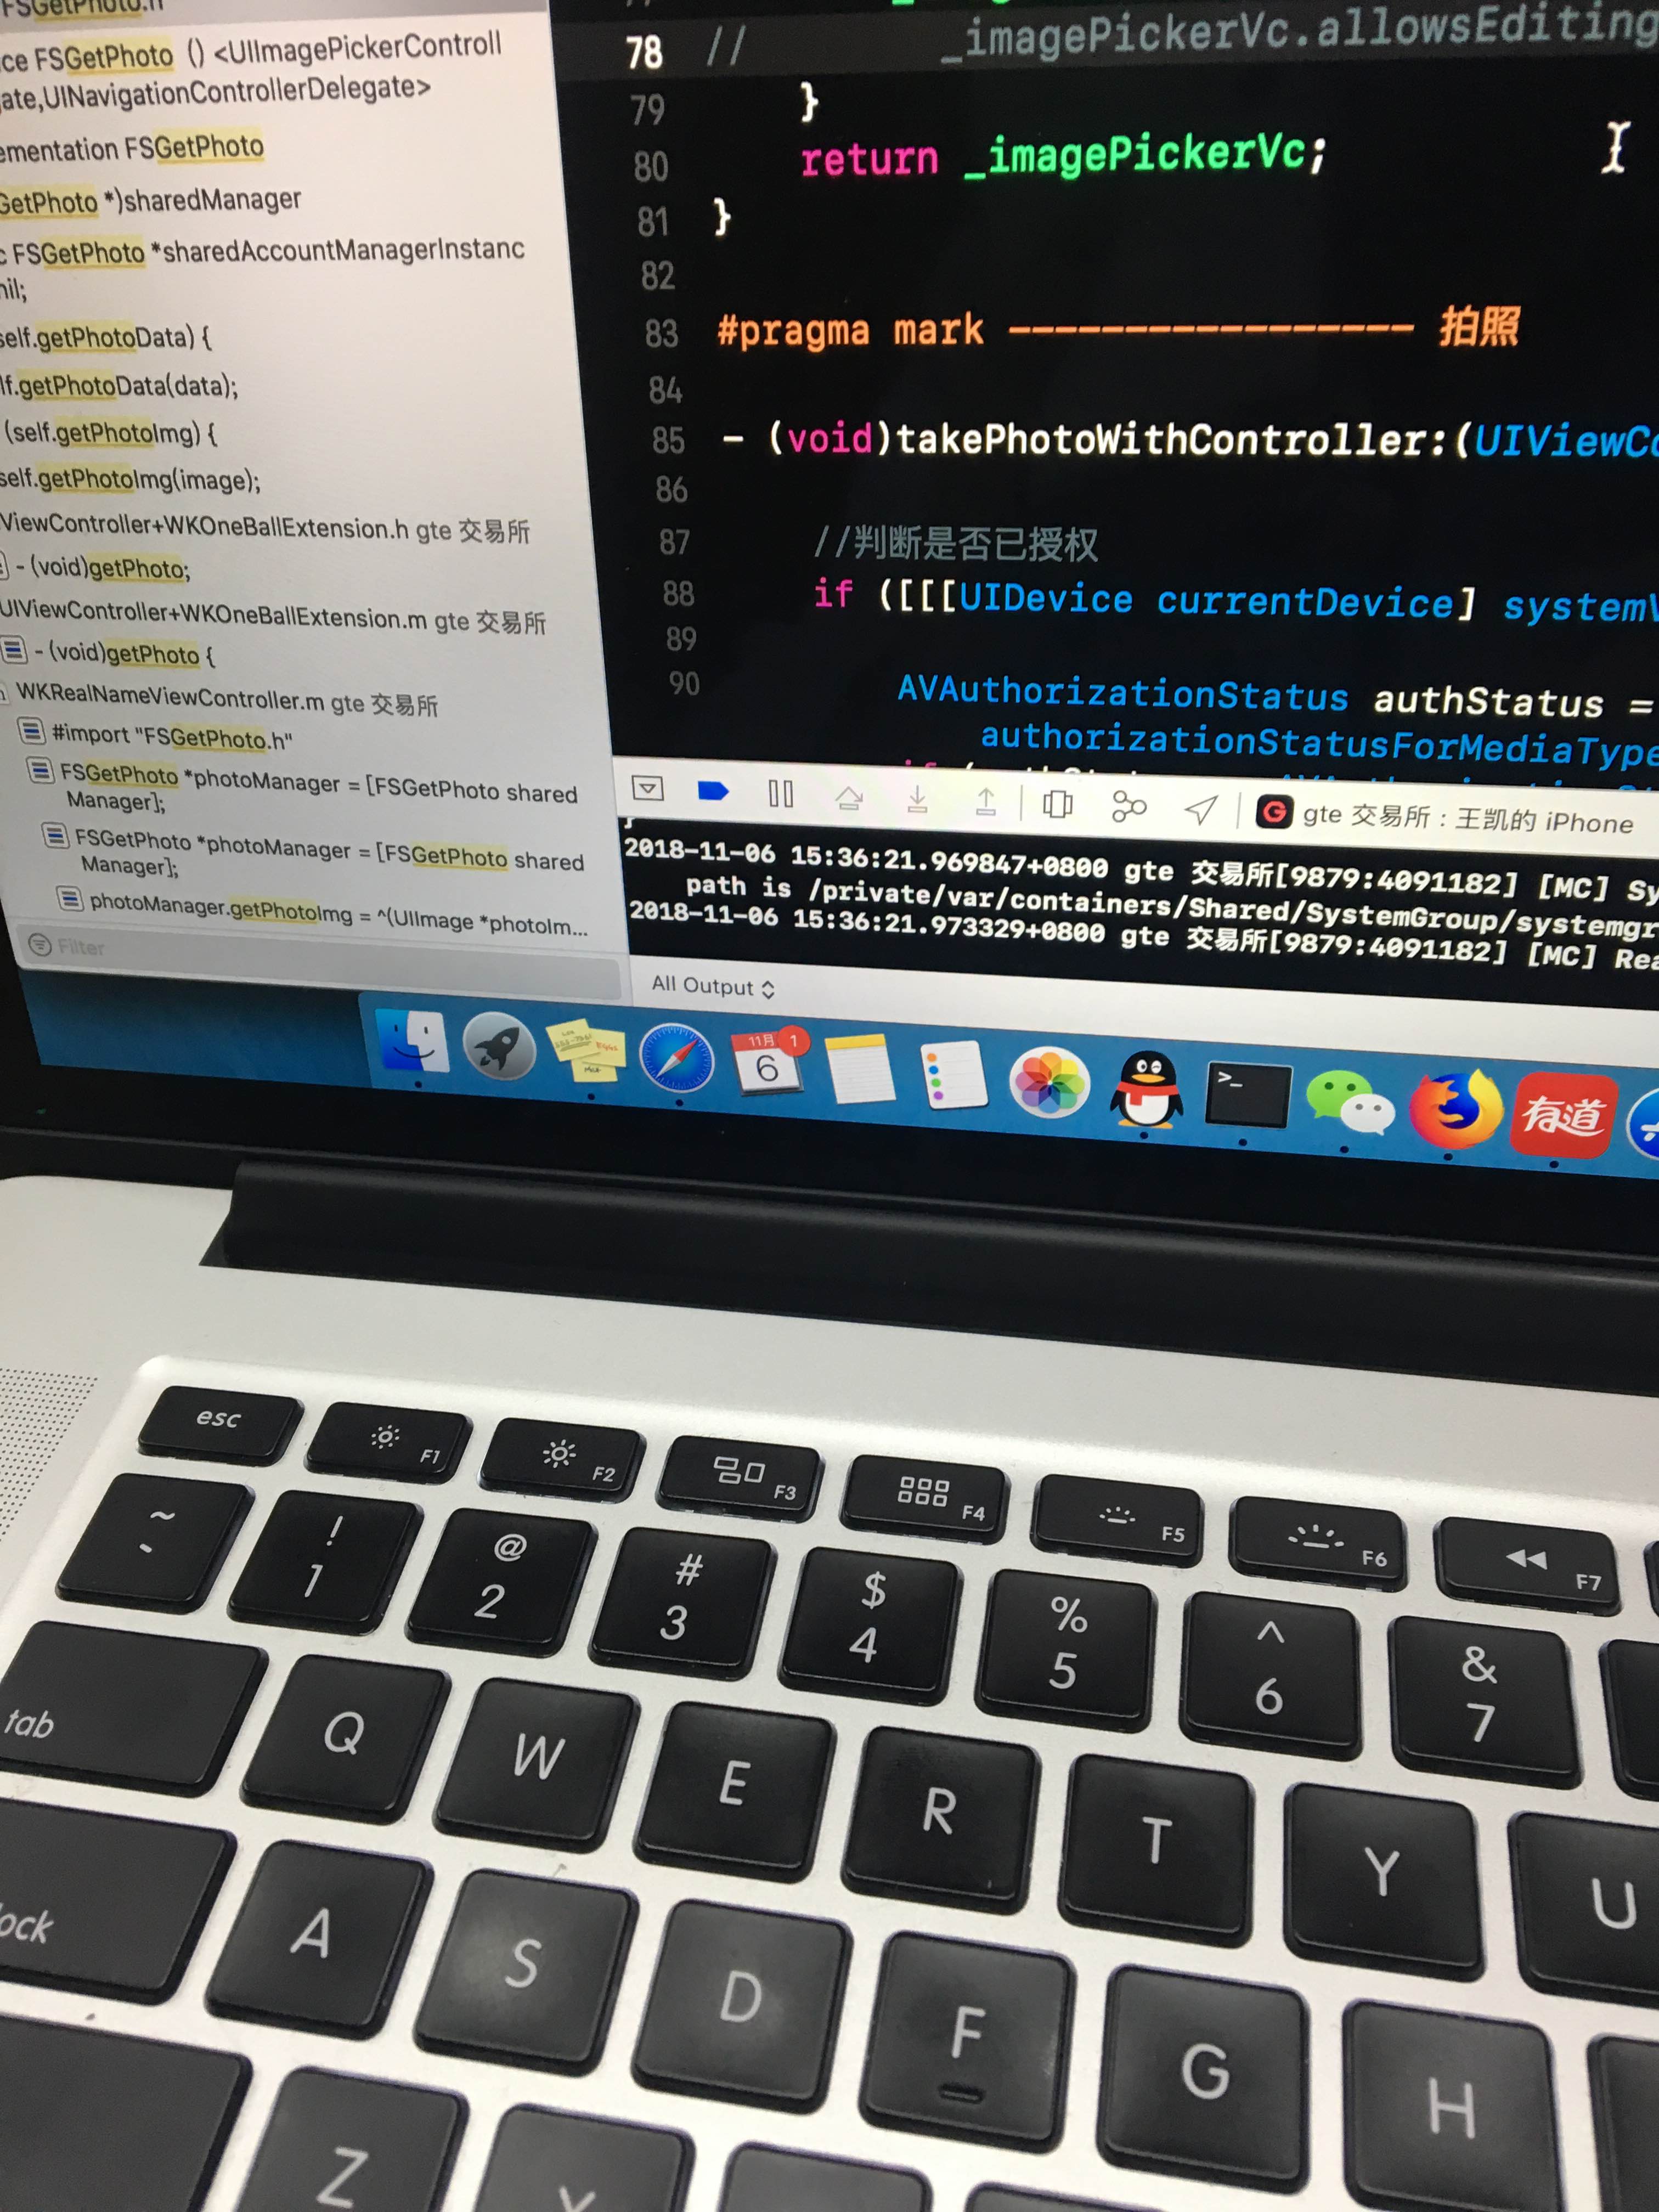 FSGetPhoto.h
ce FSGetPhoto () <UIImagePickerControll
ate,UINavigationControllerDelegate>
ementation FSGetPhoto
GetPhoto *)sharedManager
c FSGetPhoto *sharedAccountManagerInstanc
nil;
self.getPhotoData) {
lf.getPhotoData(data);
(self.getPhotoImg) {
self.getPhotoImg(image);
ViewController+WKOneBallExtension.h gte 交易所
- (void)getPhoto;
UIViewController+WKOneBallExtension.m gte 交易所
- (void)getPhoto {
WKRealNameViewController.m gte 交易所
#import "FSGetPhoto.h"
FSGetPhoto *photoManager = [FSGetPhoto shared
Manager];
FSGetPhoto *photoManager = [FSGetPhoto shared
Manager];
photoManager.getPhotoImg = ^(UIImage *photoIm...
Filter
78 // _imagePickerVc.allowsEditing
79 }
80 return _imagePickerVc;
81 }
82
83 #pragma mark ————————————————— 拍照
84
85 - (void)takePhotoWithController:(UIViewCo
86
87 //判断是否已授权
88 if ([[[UIDevice currentDevice] systemV
89
90 AVAuthorizationStatus authStatus =
authorizationStatusForMediaType
G gte 交易所：王凯的 iPhone
}
2018-11-06 15:36:21.969847+0800 gte 交易所[9879:4091182] [MC] Sy
path is /private/var/containers/Shared/SystemGroup/systemgr
2018-11-06 15:36:21.973329+0800 gte 交易所[9879:4091182] [MC] Rea
All Output
11月 1
6
>_
有道
esc F1 F2 F3 F4 F5 F6 F7
~ ! @ # $ % ^ &
` 1 2 3 4 5 6 7
tab Q W E R T Y U
ock A S D F G H
Z X